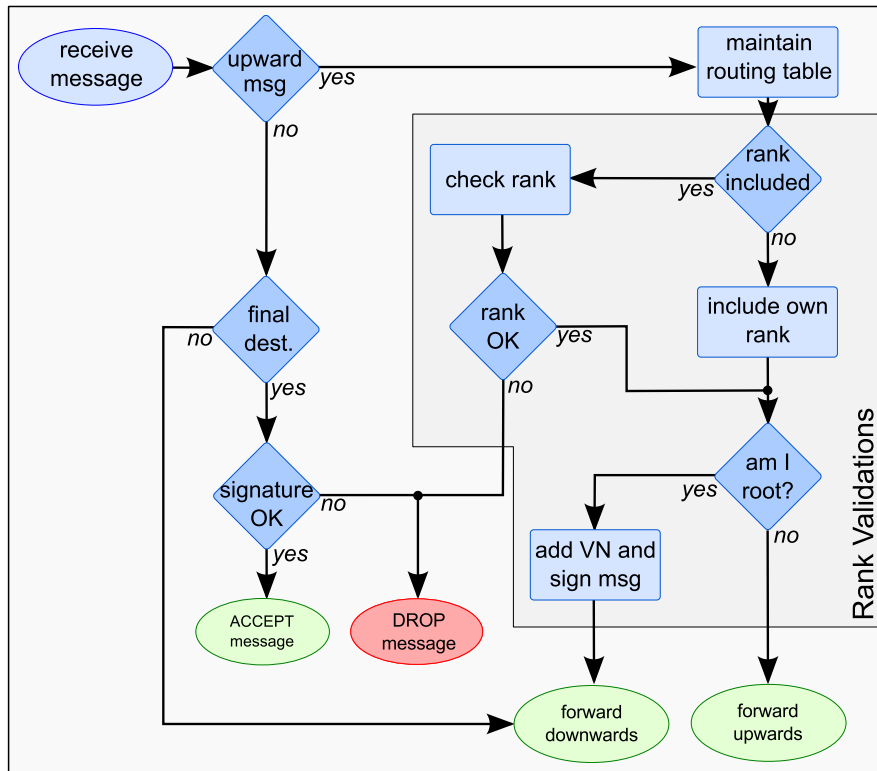 receive
message
upward
msg
yes
no
maintain
routing table
rank
included
yes
no
check rank
rank
OK
yes
no
include own
rank
final
dest.
no
yes
signature
OK
no
yes
am I
root?
yes
no
add VN and
sign msg
Rank Validations
ACCEPT
message
DROP
message
forward
downwards
forward
upwards